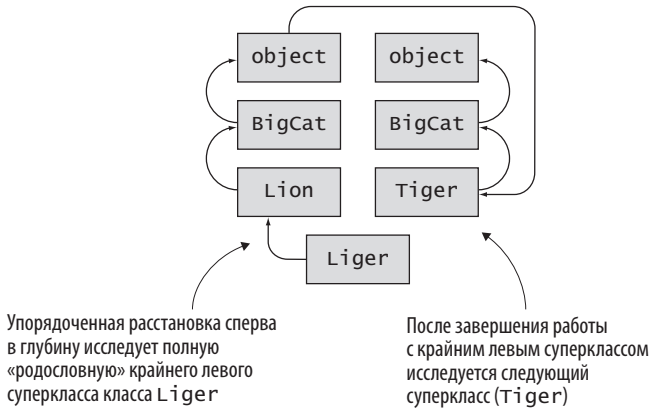 object
object
BigCat
BigCat
Lion
Tiger
Liger
Упорядоченная расстановка сперва
в глубину исследует полную
«родословную» крайнего левого
суперкласса класса Liger
После завершения работы
с крайним левым суперклассом
исследуется следующий
суперкласс (Tiger)